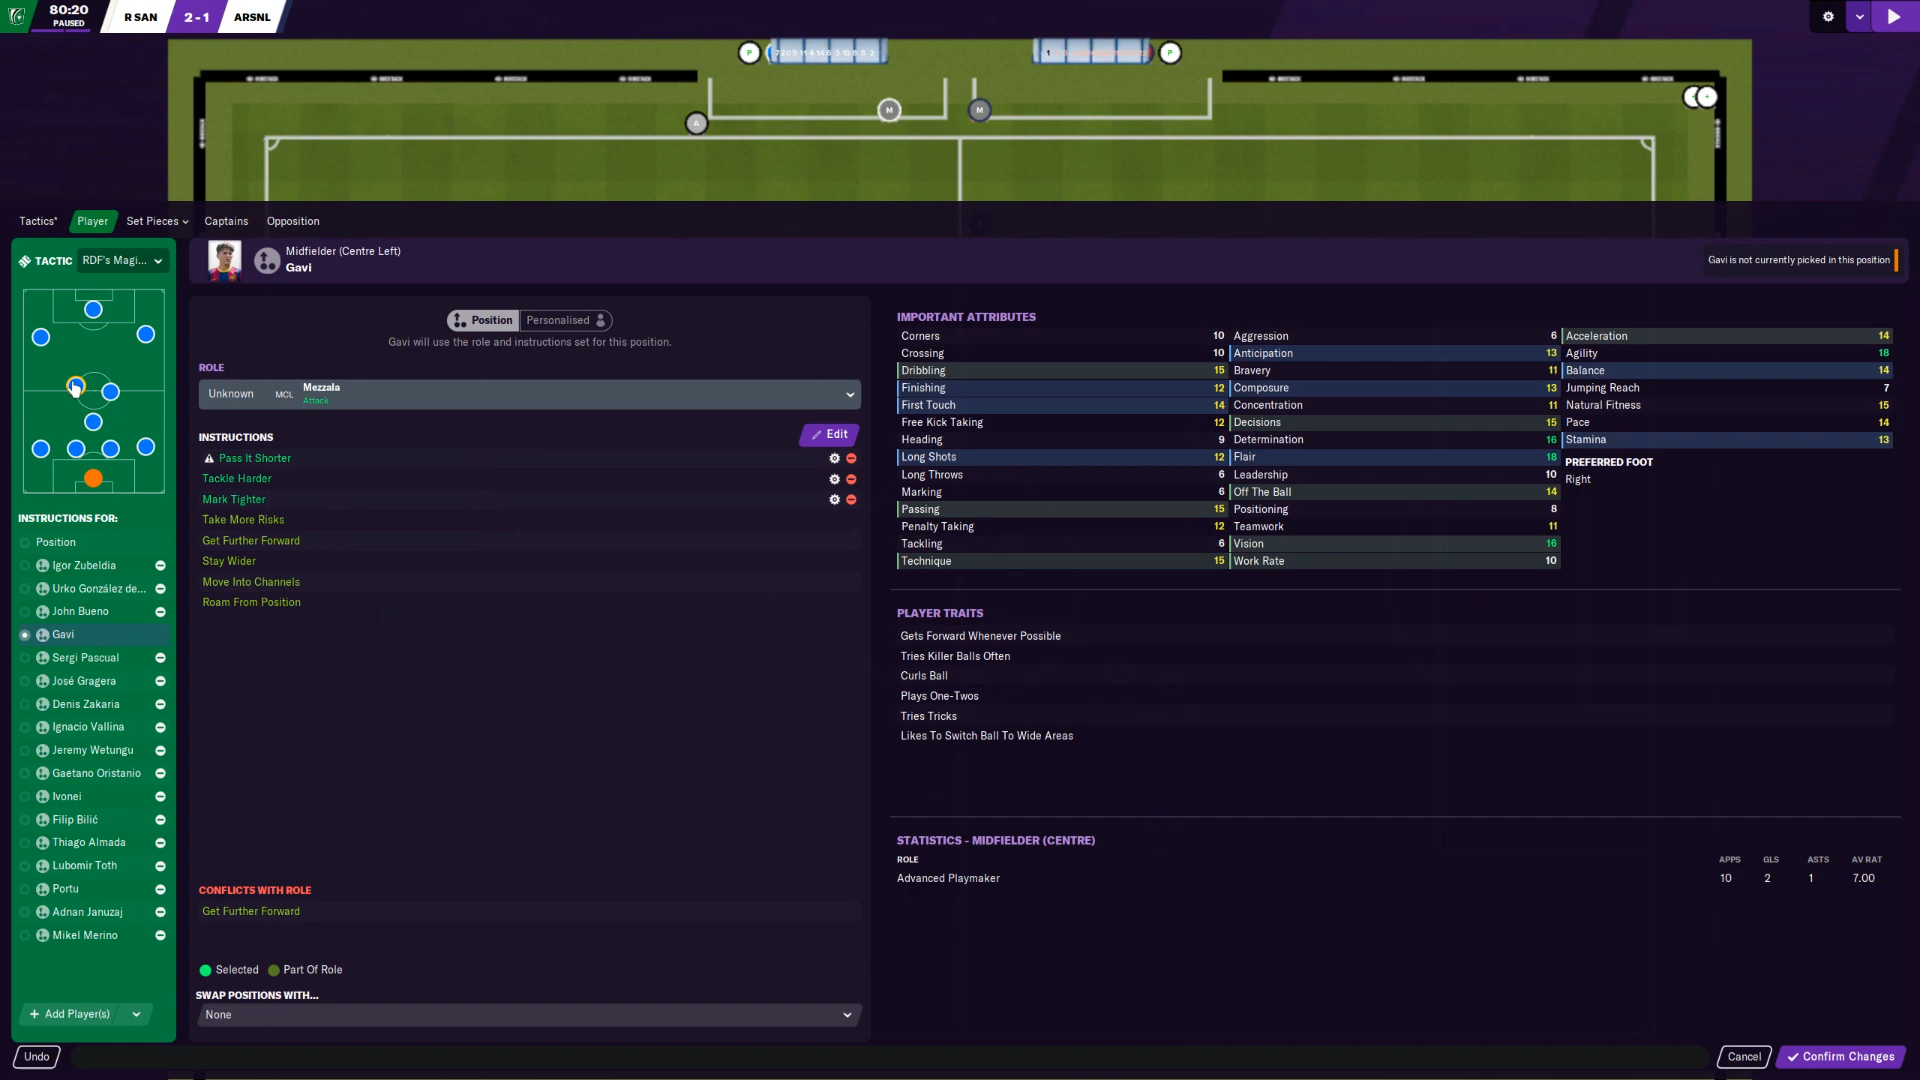 80:20
PAUSED
R SAN
2 - 1
ARSNL
P
P
M
M
A
Tactics*
Player
Set Pieces
Captains
Opposition
TACTIC
RDF's Magi...
Midfielder (Centre Left)
Gavi
Gavi is not currently picked in this position
Position
Personalised
Gavi will use the role and instructions set for this position.
ROLE
Unknown
MCL
Mezzala
Attack
INSTRUCTIONS
Edit
Pass It Shorter
Tackle Harder
Mark Tighter
Take More Risks
Get Further Forward
Stay Wider
Move Into Channels
Roam From Position
CONFLICTS WITH ROLE
Get Further Forward
Selected
Part Of Role
SWAP POSITIONS WITH...
None
INSTRUCTIONS FOR:
Position
Igor Zubeldia
Urko González de...
John Bueno
Gavi
Sergi Pascual
José Gragera
Denis Zakaria
Ignacio Vallina
Jeremy Wetungu
Gaetano Oristanio
Ivonei
Filip Bilić
Thiago Almada
Lubomir Toth
Portu
Adnan Januzaj
Mikel Merino
Add Player(s)
IMPORTANT ATTRIBUTES
Corners 10 Aggression 6 Acceleration 14
Crossing 10 Anticipation 13 Agility 18
Dribbling 15 Bravery 11 Balance 14
Finishing 12 Composure 13 Jumping Reach 7
First Touch 14 Concentration 11 Natural Fitness 15
Free Kick Taking 12 Decisions 15 Pace 14
Heading 9 Determination 16 Stamina 13
Long Shots 12 Flair 18 PREFERRED FOOT
Long Throws 6 Leadership 10 Right
Marking 6 Off The Ball 14
Passing 15 Positioning 8
Penalty Taking 12 Teamwork 11
Tackling 6 Vision 16
Technique 15 Work Rate 10
PLAYER TRAITS
Gets Forward Whenever Possible
Tries Killer Balls Often
Curls Ball
Plays One-Twos
Tries Tricks
Likes To Switch Ball To Wide Areas
STATISTICS - MIDFIELDER (CENTRE)
ROLE APPS GLS ASTS AV RAT
Advanced Playmaker 10 2 1 7.00
Undo
Cancel
Confirm Changes